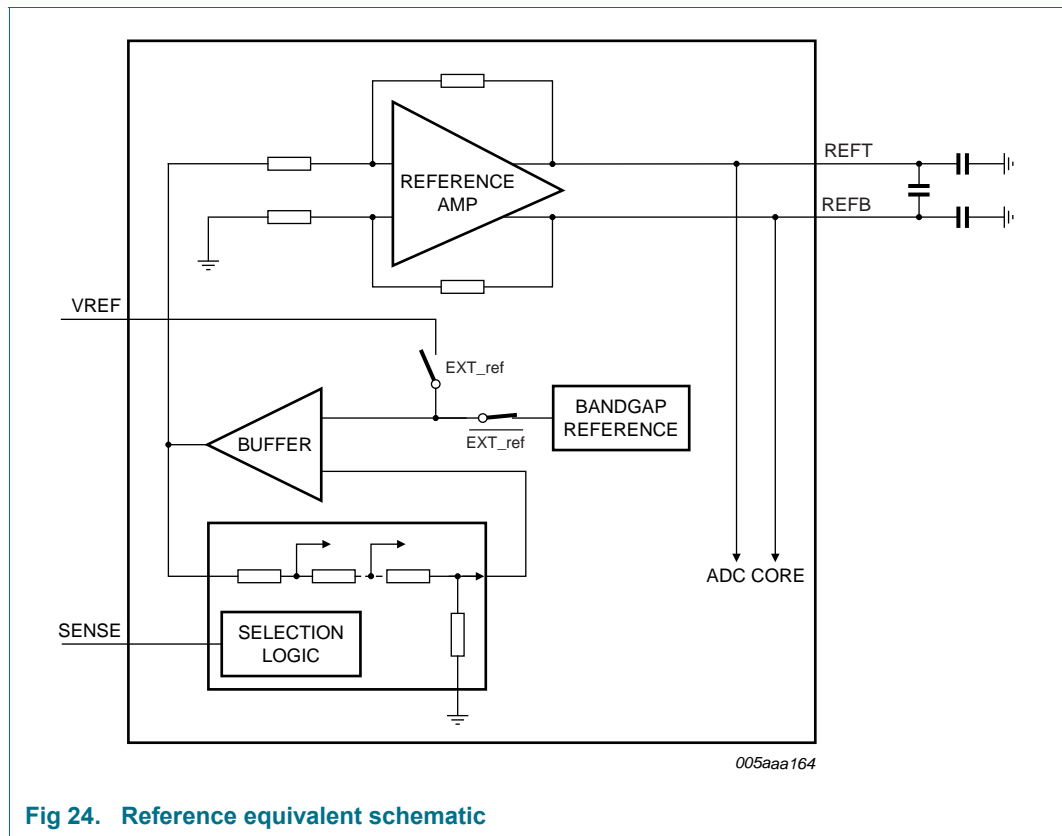 REFERENCE
AMP
REFT
REFB
VREF
EXT_ref
BANDGAP
REFERENCE
EXT_ref
BUFFER
ADC CORE
SENSE
SELECTION
LOGIC
005aaa164
Fig 24. Reference equivalent schematic